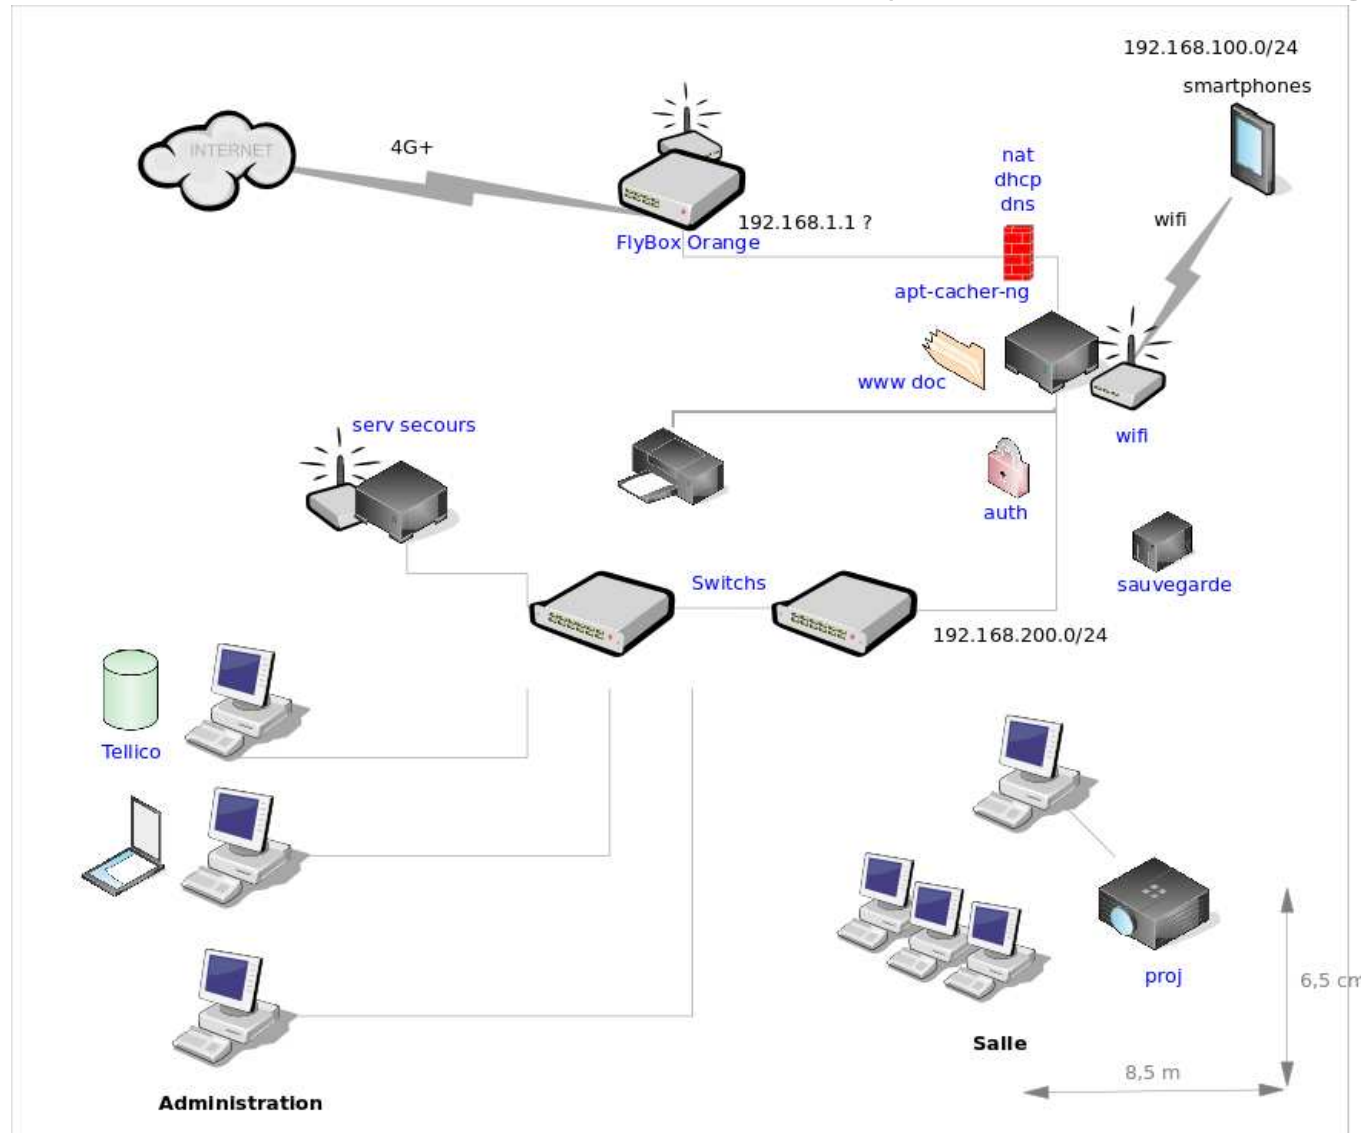 192.168.100.0/24
smartphones
INTERNET
4G+
nat
dhcp
dns
192.168.1.1 ?
FlyBox Orange
wifi
apt-cacher-ng
www doc
wifi
serv secours
auth
Switchs
sauvegarde
192.168.200.0/24
Tellico
proj
6,5 cm
Salle
8,5 m
Administration